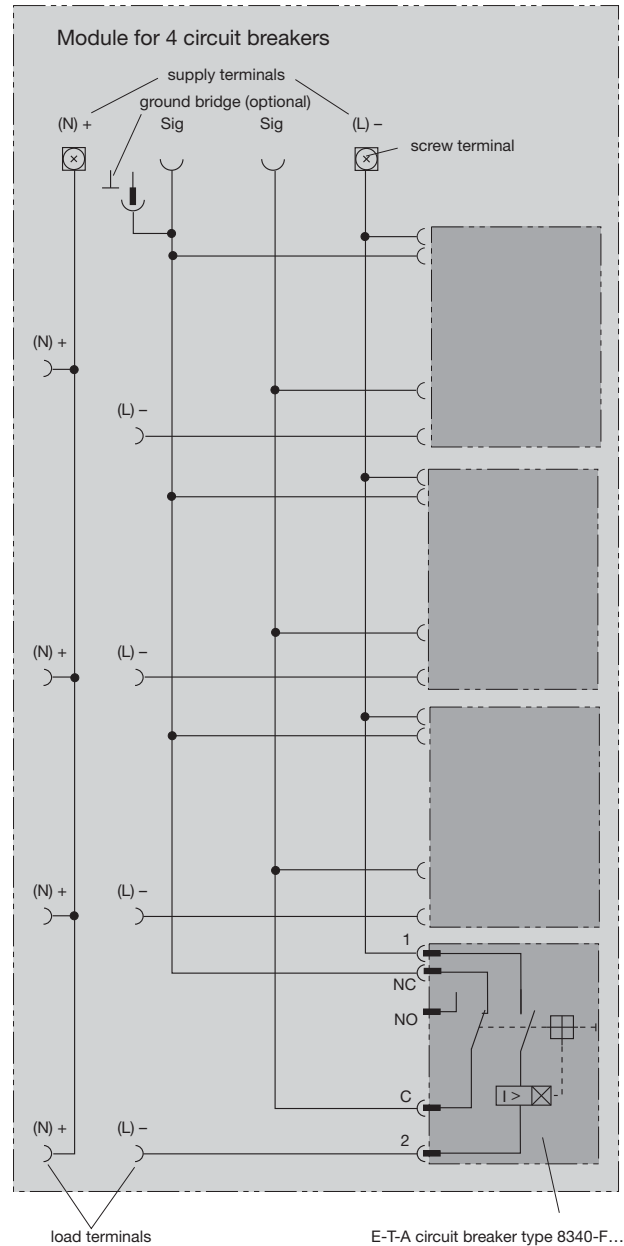 Module for 4 circuit breakers
supply terminals
ground bridge (optional)
(N) +
Sig
Sig
(L) –
screw terminal
(N) +
(L) –
(N) +
(L) –
(N) +
(L) –
1
NC
NO
C
I >
(N) +
(L) –
2
load terminals
E-T-A circuit breaker type 8340-F...